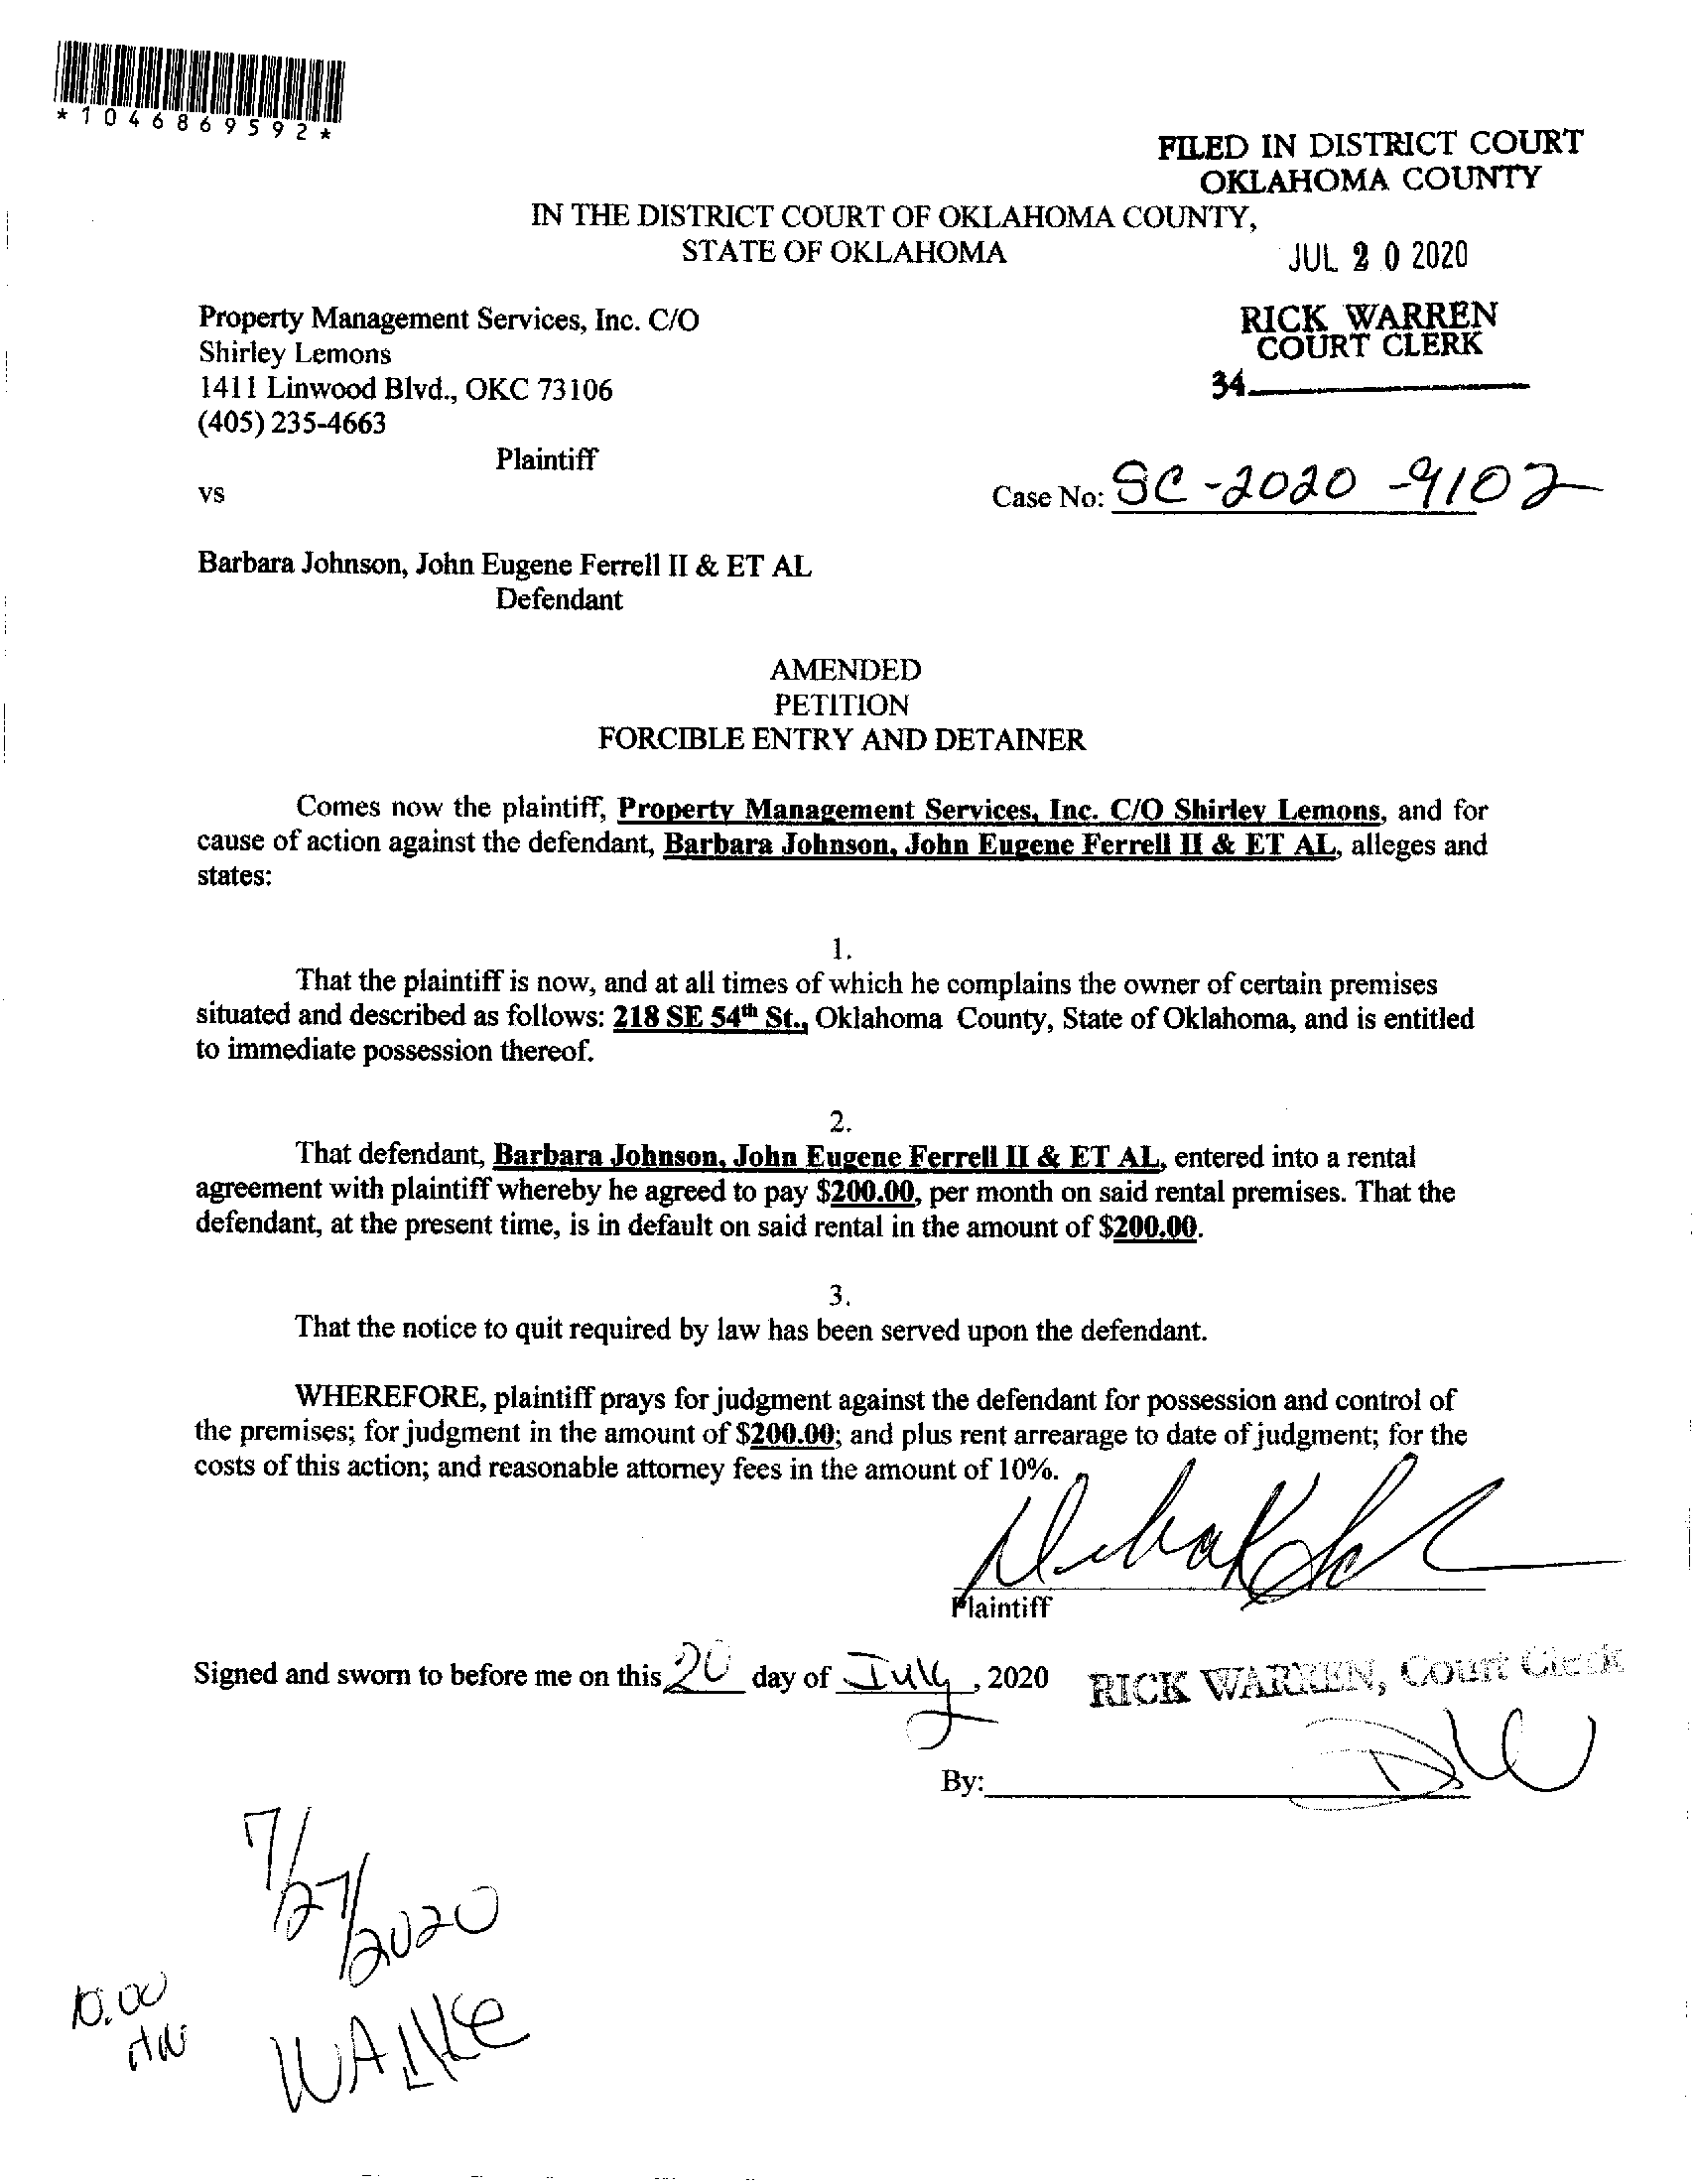 *1046869592*
FILED IN DISTRICT COURT
OKLAHOMA COUNTY
IN THE DISTRICT COURT OF OKLAHOMA COUNTY,
STATE OF OKLAHOMA
JUL 20 2020
Property Management Services, Inc. C/O
Shirley Lemons
1411 Linwood Blvd., OKC 73106
(405) 235-4663
RICK WARREN
COURT CLERK
34
Plaintiff
vs
Case No: SC-2020-9102
Barbara Johnson, John Eugene Ferrell II & ET AL
Defendant
AMENDED
PETITION
FORCIBLE ENTRY AND DETAINER
Comes now the plaintiff, Property Management Services, Inc. C/O Shirley Lemons, and for
cause of action against the defendant, Barbara Johnson, John Eugene Ferrell II & ET AL, alleges and
states:
1.
That the plaintiff is now, and at all times of which he complains the owner of certain premises
situated and described as follows: 218 SE 54th St., Oklahoma County, State of Oklahoma, and is entitled
to immediate possession thereof.
2.
That defendant, Barbara Johnson, John Eugene Ferrell II & ET AL, entered into a rental
agreement with plaintiff whereby he agreed to pay $200.00, per month on said rental premises. That the
defendant, at the present time, is in default on said rental in the amount of $200.00.
3.
That the notice to quit required by law has been served upon the defendant.
WHEREFORE, plaintiff prays for judgment against the defendant for possession and control of
the premises; for judgment in the amount of $200.00; and plus rent arrearage to date of judgment; for the
costs of this action; and reasonable attorney fees in the amount of 10%.
Plaintiff
Signed and sworn to before me on this 20 day of July, 2020
RICK WARREN, Court Clerk
By:
7/27/2020
10.00